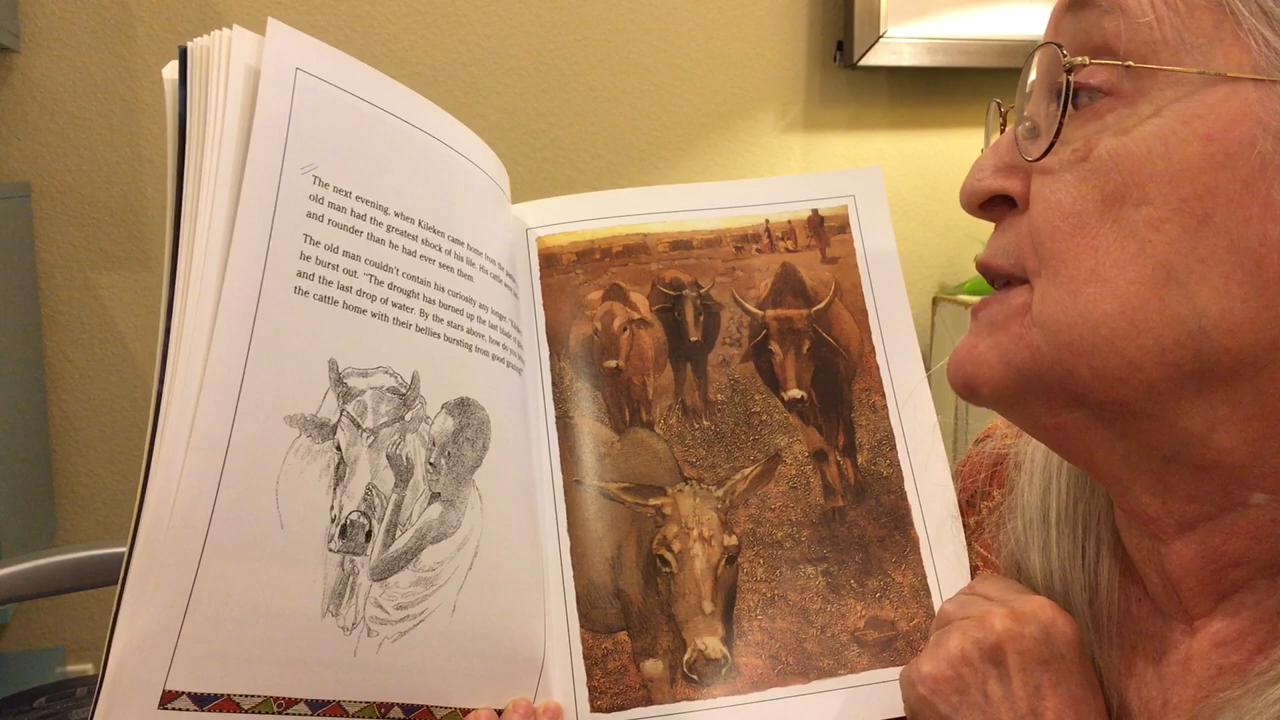 The next evening, when Kileken came home from the
old man had the greatest shock of his life. His cattle were
and rounder than he had ever seen them.
The old man couldn't contain his curiosity any longer.
he burst out. "The drought has burned up the last blade of
and the last drop of water. By the stars above, how do you
the cattle home with their bellies bursting from good grazing